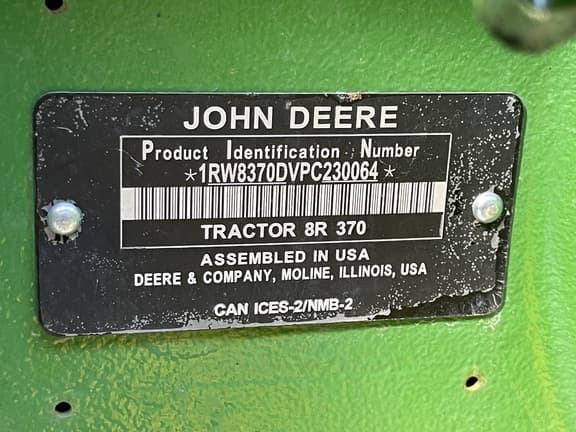 JOHN DEERE
Product Identification Number
*1RW8370DVPC230064*
TRACTOR 8R 370
ASSEMBLED IN USA
DEERE & COMPANY, MOLINE, ILLINOIS, USA
CAN ICES-2/NMB-2